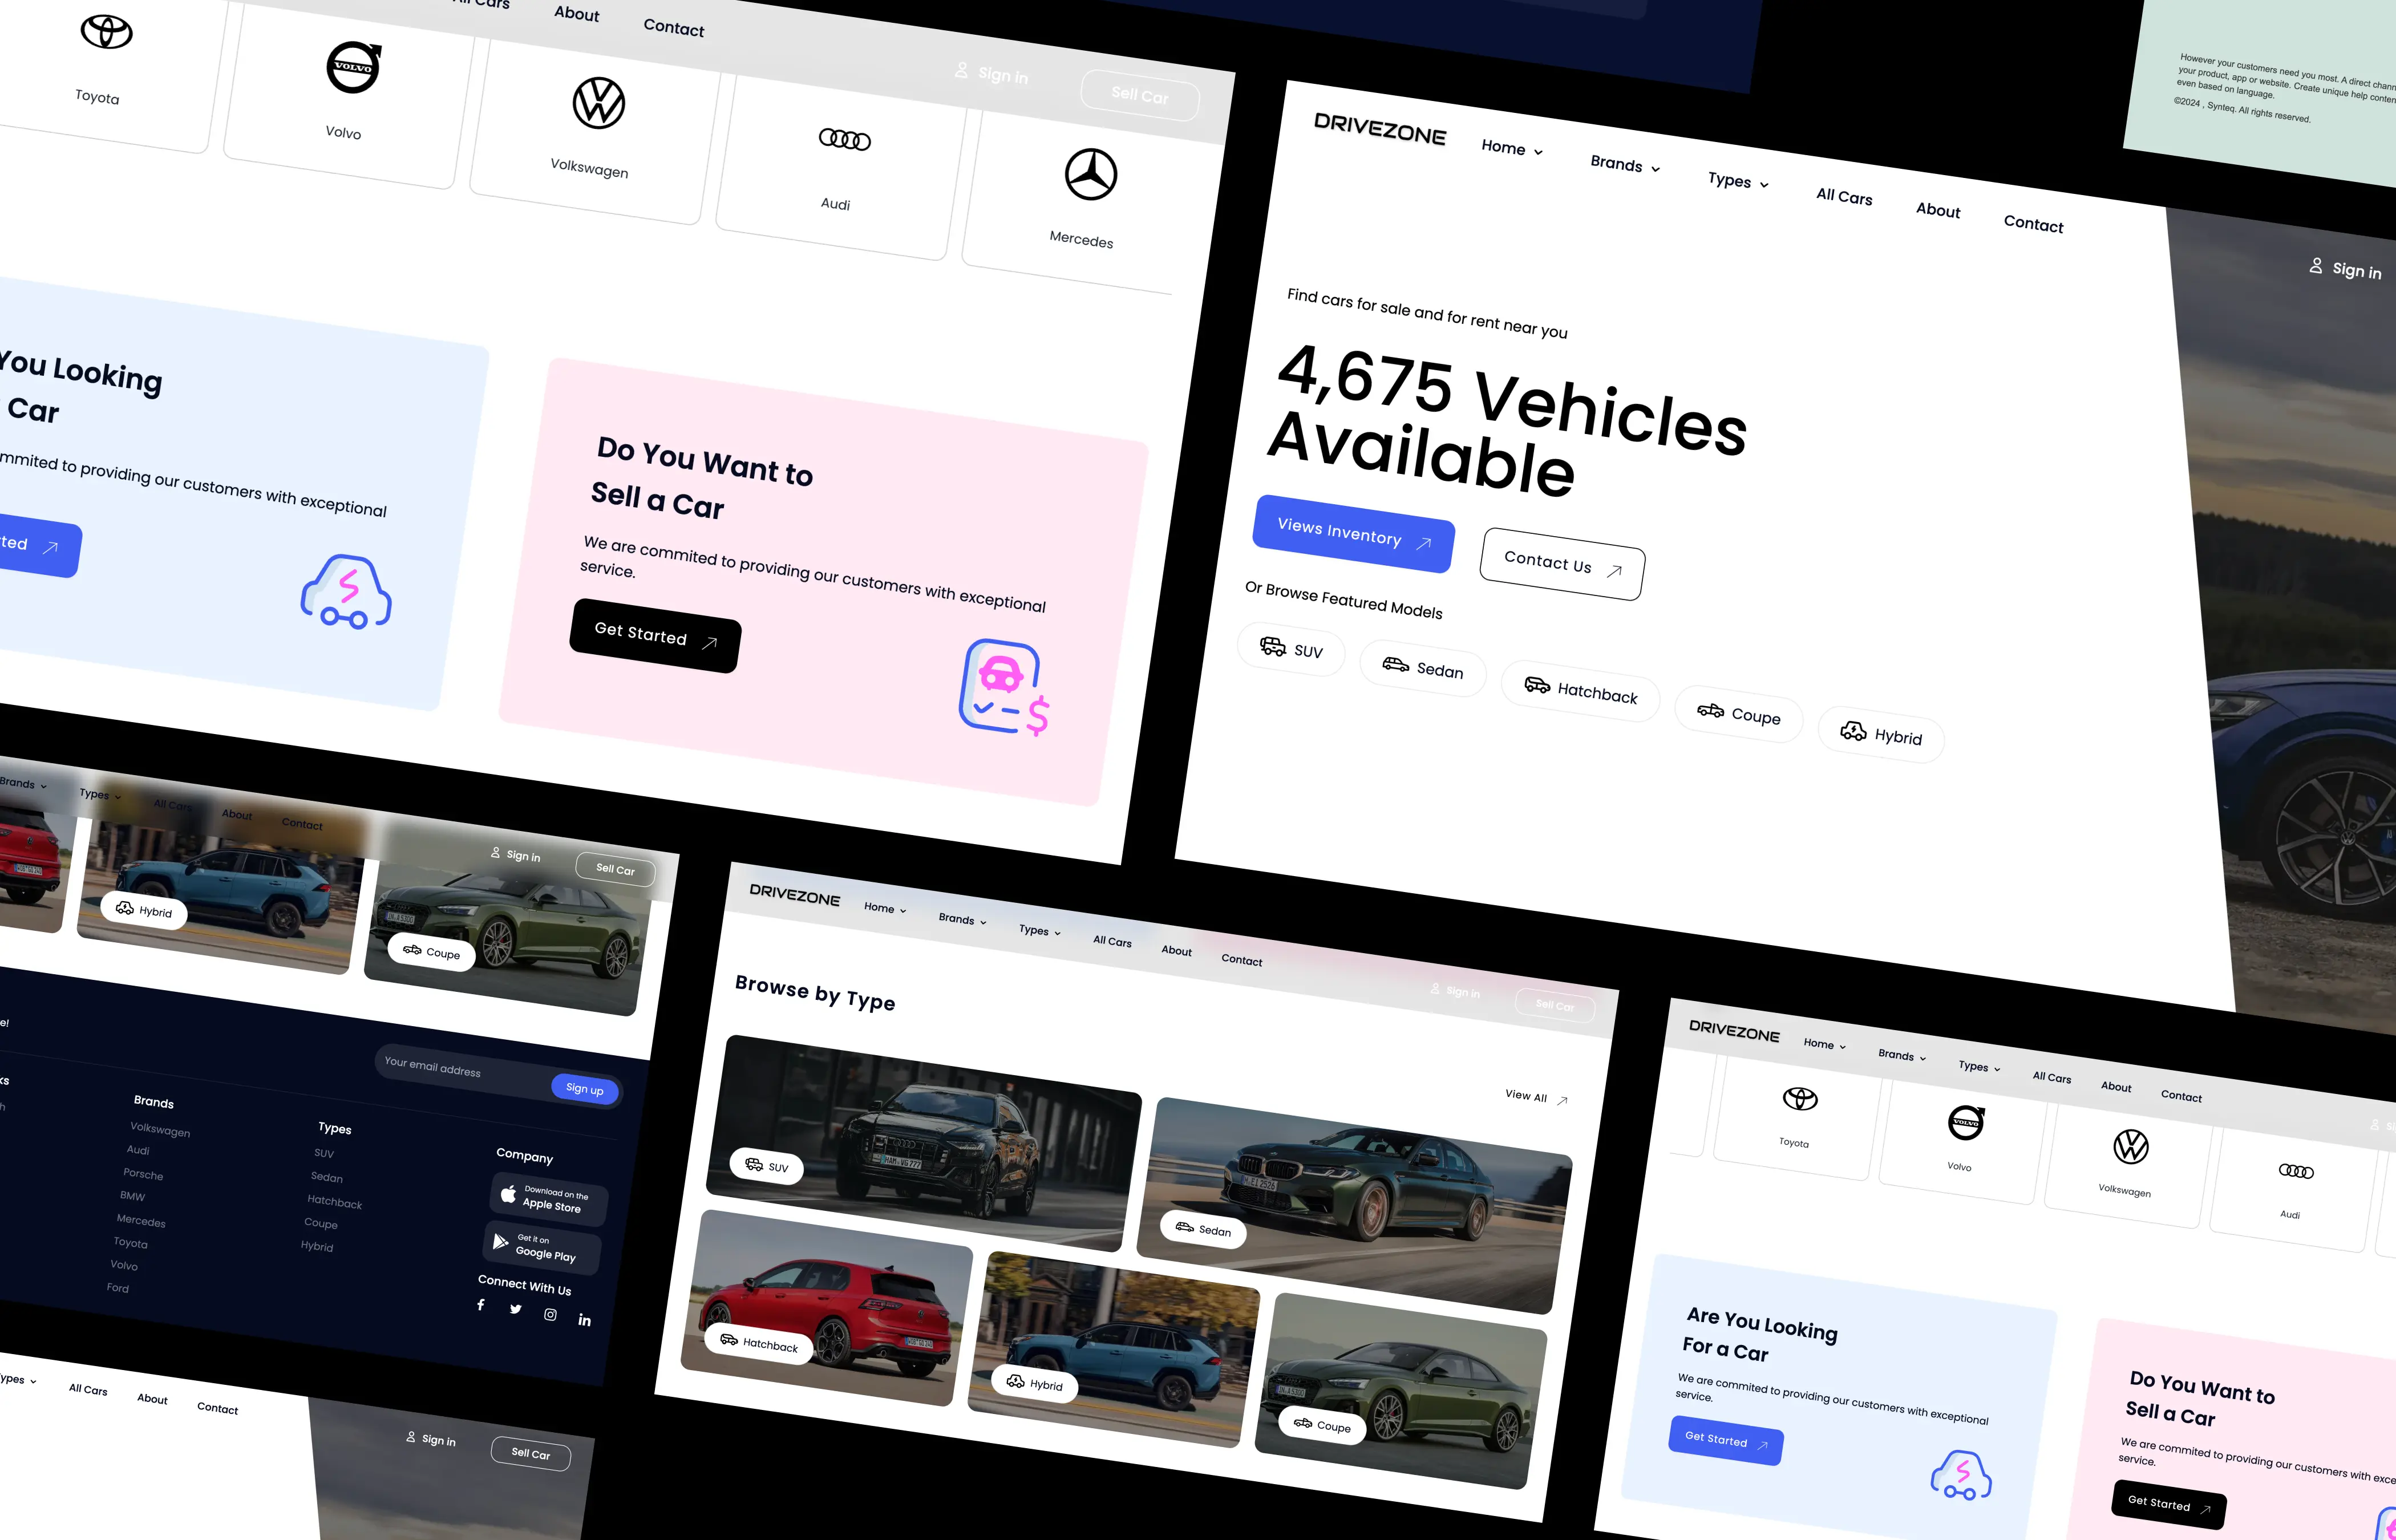 All Cars
About
Contact
Sign in
Sell Car
Toyota
VOLVO
Volvo
Volkswagen
Audi
Mercedes
You Looking
Car
to providing our customers with exceptional
Do You Want to
Sell a Car
We are commited to providing our customers with exceptional
service.
Get Started
However your customers need you most. A direct
your product, app or website. Create unique help
even based on language.
©2024 , Synteq. All rights reserved.
DRIVEZONE
Home
Brands
Types
All Cars
About
Contact
Sign in
Find cars for sale and for rent near you
4,675 Vehicles
Available
Views Inventory
Contact Us
Or Browse Featured Models
SUV
Sedan
Hatchback
Coupe
Hybrid
Brands
Types
All Cars
About
Contact
Sign in
Sell Car
Hybrid
Coupe
Your email address
Sign up
Brands
Volkswagen
Audi
Porsche
BMW
Mercedes
Toyota
Volvo
Ford
Types
SUV
Sedan
Hatchback
Coupe
Hybrid
Company
Download on the
Apple Store
Get it on
Google Play
Connect With Us
All Cars
About
Contact
Sign in
Sell Car
DRIVEZONE
Home
Brands
Types
All Cars
About
Contact
Sign in
Sell Car
Browse by Type
View All
SUV
Sedan
Hatchback
Hybrid
Coupe
DRIVEZONE
Home
Brands
Types
All Cars
About
Contact
Toyota
VOLVO
Volvo
Volkswagen
Audi
Are You Looking
For a Car
We are commited to providing our customers with exceptional
service.
Get Started
Do You Want to
Sell a Car
We are commited to providing our customers with
service.
Get Started